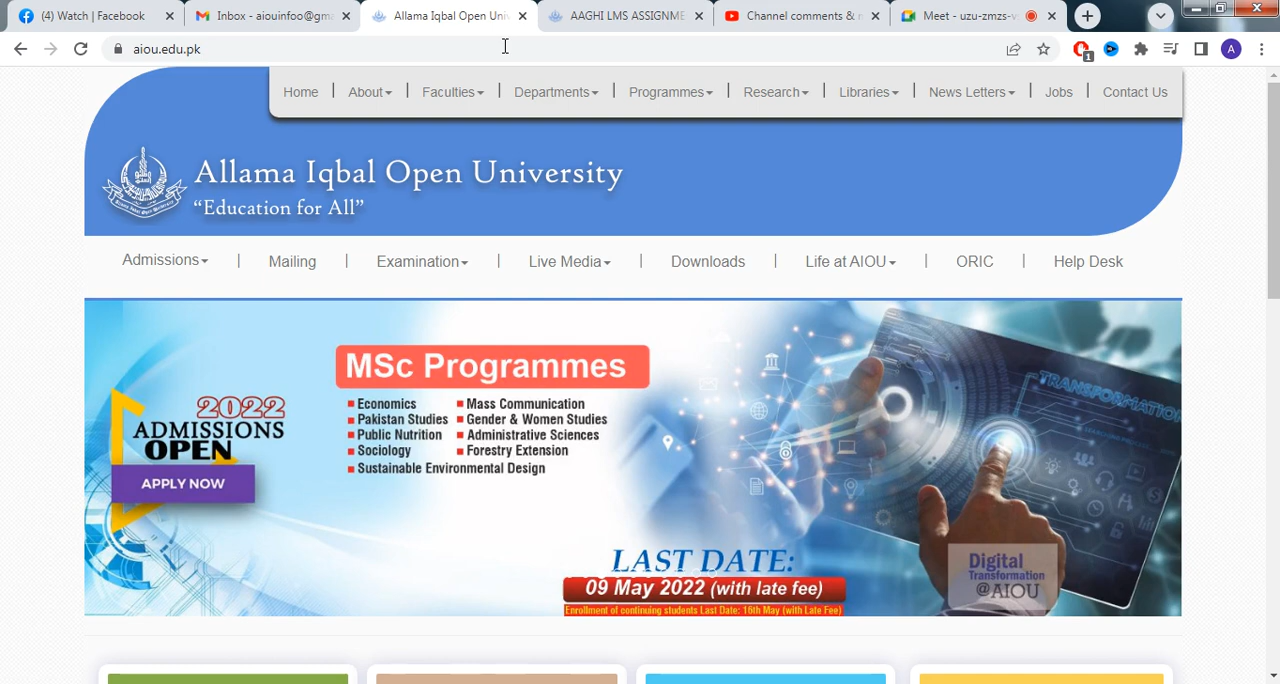 (4) Watch | Facebook
Inbox - aiouinfoo@gma
Allama Iqbal Open Uni
AAGHI LMS ASSIGNME
Channel comments &
Meet - uzu-zmzs-v
aiou.edu.pk
1
A
Home | About | Faculties | Departments | Programmes | Research | Libraries | News Letters | Jobs | Contact Us
Allama Iqbal Open University
“Education for All”
Admissions | Mailing | Examination | Live Media | Downloads | Life at AIOU | ORIC | Help Desk
2022
ADMISSIONS
OPEN
APPLY NOW
MSc Programmes
Economics
Pakistan Studies
Public Nutrition
Sociology
Sustainable Environmental Design
Mass Communication
Gender & Women Studies
Administrative Sciences
Forestry Extension
TRANSFORMATION
LAST DATE:
09 May 2022 (with late fee)
Enrollment of continuing students Last Date: 16th May (with Late Fee)
Digital
Transformation
@AIOU